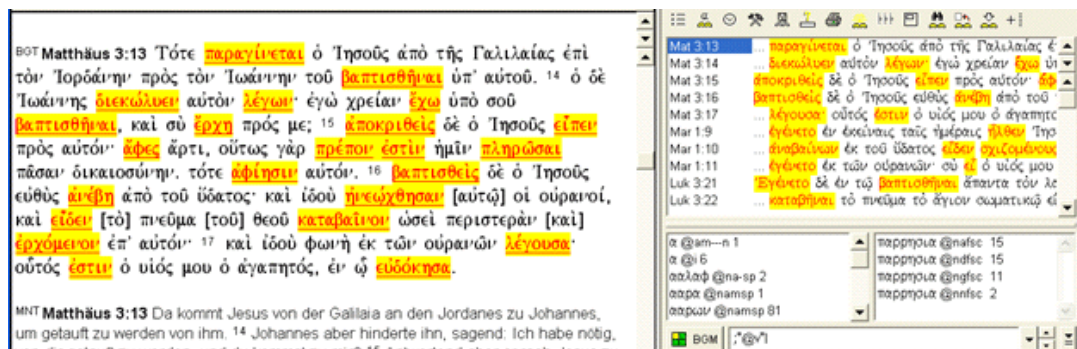 BGT Matthäus 3:13 Τότε παραγίνεται ὁ Ἰησοῦς ἀπὸ τῆς Γαλιλαίας ἐπὶ
τὸν Ἰορδάνην πρὸς τὸν Ἰωάννην τοῦ βαπτισθῆναι ὑπ' αὐτοῦ. 14 ὁ δὲ
Ἰωάννης διεκώλυεν αὐτὸν λέγων· ἐγὼ χρείαν ἔχω ὑπὸ σοῦ
βαπτισθῆναι, καὶ σὺ ἔρχῃ πρός με; 15 ἀποκριθεὶς δὲ ὁ Ἰησοῦς εἶπεν
πρὸς αὐτόν· ἄφες ἄρτι, οὕτως γὰρ πρέπον ἐστὶν ἡμῖν πληρῶσαι
πᾶσαν δικαιοσύνην. τότε ἀφίησιν αὐτόν. 16 βαπτισθεὶς δὲ ὁ Ἰησοῦς
εὐθὺς ἀνέβη ἀπὸ τοῦ ὕδατος· καὶ ἰδοὺ ἠνεῴχθησαν [αὐτῷ] οἱ οὐρανοί,
καὶ εἶδεν [τὸ] πνεῦμα [τοῦ] θεοῦ καταβαῖνον ὡσεὶ περιστερὰν [καὶ]
ἐρχόμενον ἐπ' αὐτόν· 17 καὶ ἰδοὺ φωνὴ ἐκ τῶν οὐρανῶν λέγουσα·
οὗτός ἐστιν ὁ υἱός μου ὁ ἀγαπητός, ἐν ᾧ εὐδόκησα.
MNT Matthäus 3:13 Da kommt Jesus von der Galilaia an den Jordanes zu Johannes,
um getauft zu werden von ihm. 14 Johannes aber hinderte ihn, sagend: Ich habe nötig,
Mat 3:13 ... παραγίνεται ὁ Ἰησοῦς ἀπὸ τῆς Γαλιλαίας
Mat 3:14 ... διεκώλυεν αὐτὸν λέγων· ἐγὼ χρείαν ἔχω
Mat 3:15 ἀποκριθεὶς δὲ ὁ Ἰησοῦς εἶπεν πρὸς αὐτόν·
Mat 3:16 βαπτισθεὶς δὲ ὁ Ἰησοῦς εὐθὺς ἀνέβη ἀπὸ τοῦ
Mat 3:17 ... λέγουσα· οὗτός ἐστιν ὁ υἱός μου ὁ ἀγαπητὸς
Mar 1:9 ... ἐγένετο ἐν ἐκείναις ταῖς ἡμέραις ἦλθεν
Mar 1:10 ... ἀναβαίνων ἐκ τοῦ ὕδατος εἶδεν σχιζομένους
Mar 1:11 ... ἐγένετο ἐκ τῶν οὐρανῶν· σὺ εἶ ὁ υἱός μου
Luk 3:21 Ἐγένετο δὲ ἐν τῷ βαπτισθῆναι ἅπαντα τὸν
Luk 3:22 ... καταβῆναι τὸ πνεῦμα τὸ ἅγιον σωματικῷ
α @am---n 1
α @i 6
ααλαφ @na-sp 2
ααρα @namsp 1
ααρων @namsp 81
παρρησια @nafsc 15
παρρησια @ndfsc 15
παρρησια @ngfsc 11
παρρησια @nnfsc 2
BGM